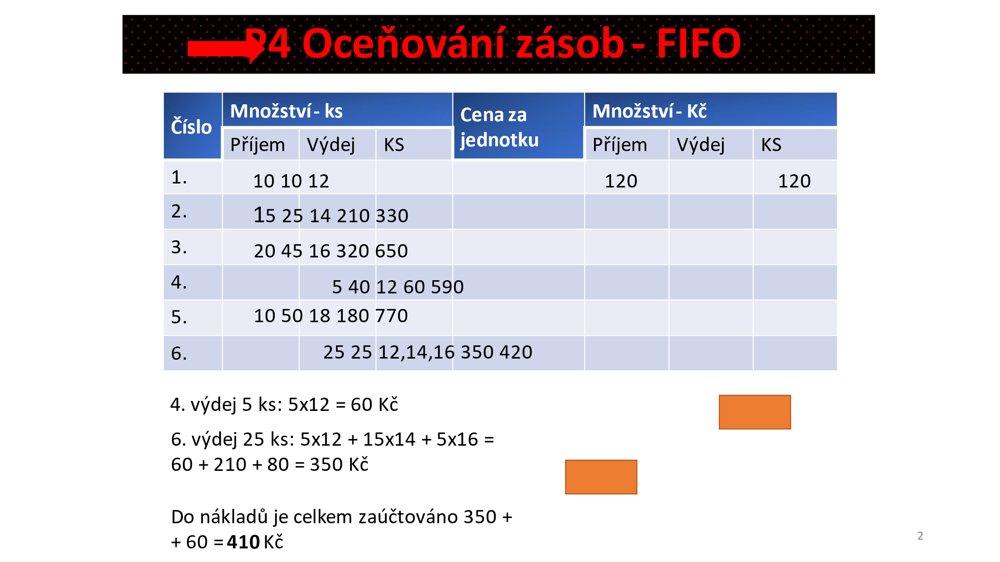 P4 Oceňování zásob - FIFO
Číslo Množství - ks Cena za jednotku Množství - Kč
Příjem Výdej KS Příjem Výdej KS
1. 10 10 12 120 120
2. 15 25 14 210 330
3. 20 45 16 320 650
4. 5 40 12 60 590
5. 10 50 18 180 770
6. 25 25 12,14,16 350 420
4. výdej 5 ks: 5x12 = 60 Kč
6. výdej 25 ks: 5x12 + 15x14 + 5x16 =
60 + 210 + 80 = 350 Kč
Do nákladů je celkem zaúčtováno 350 +
+ 60 = 410 Kč
2